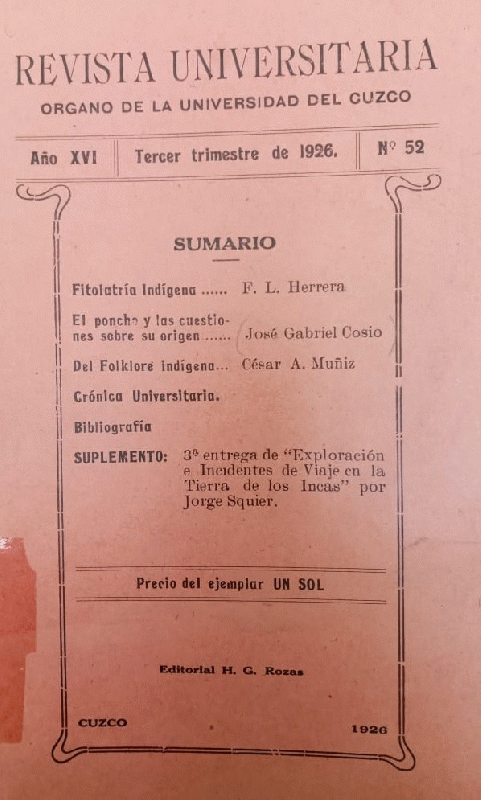 REVISTA UNIVERSITARIA
ORGANO DE LA UNIVERSIDAD DEL CUZCO
Año XVI Tercer trimestre de 1926. Nº 52
SUMARIO
Fitolatría Indígena ...... F. L. Herrera
El poncho y las cuestio-
nes sobre su origen ...... José Gabriel Cosio
Del Folklore Indígena... César A. Muñiz
Crónica Universitaria.
Bibliografía
SUPLEMENTO: 3ª entrega de “Exploración
e Incidentes de Viaje en la
Tierra de los Incas” por
Jorge Squier.
Precio del ejemplar UN SOL
Editorial H. G. Rozas
CUZCO 1926